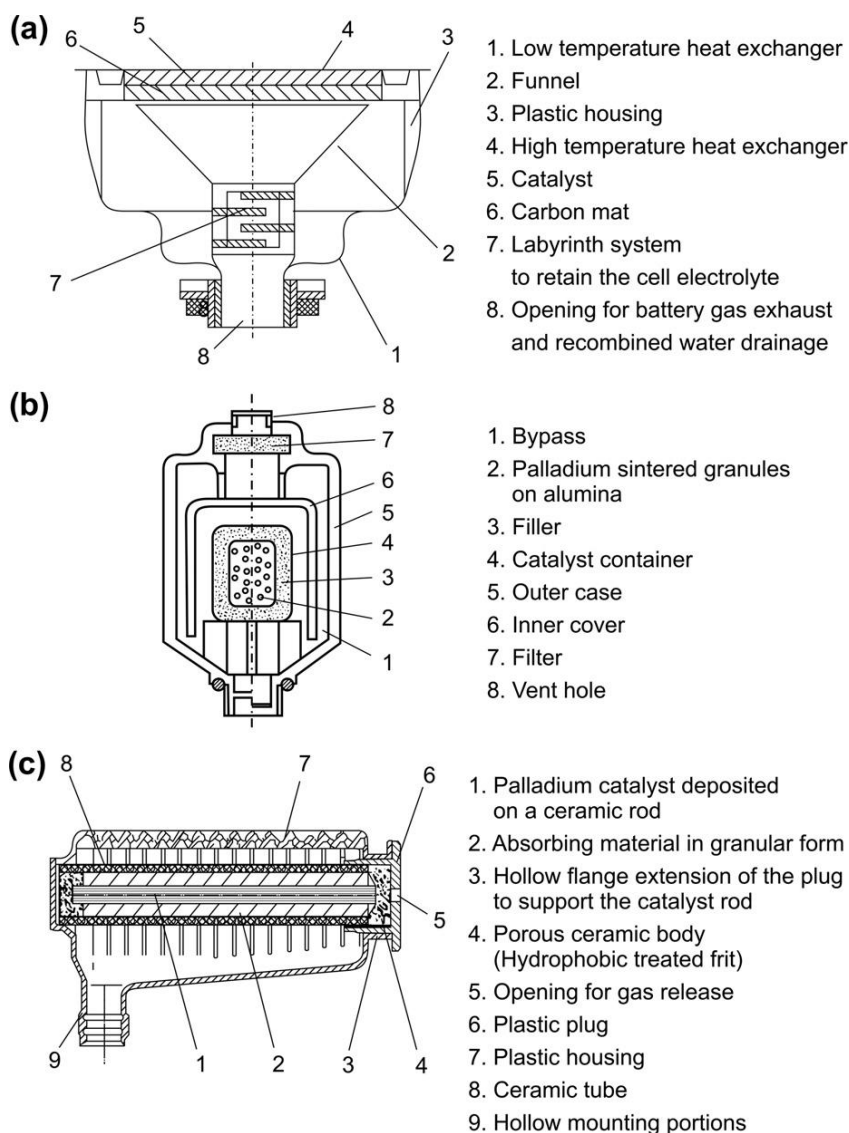 (a)
6
5
4
3
7
8
1
2
1. Low temperature heat exchanger
2. Funnel
3. Plastic housing
4. High temperature heat exchanger
5. Catalyst
6. Carbon mat
7. Labyrinth system
to retain the cell electrolyte
8. Opening for battery gas exhaust
and recombined water drainage
(b)
8
7
6
5
4
3
2
1
1. Bypass
2. Palladium sintered granules
on alumina
3. Filler
4. Catalyst container
5. Outer case
6. Inner cover
7. Filter
8. Vent hole
(c)
8
7
6
5
9
1
2
3
4
1. Palladium catalyst deposited
on a ceramic rod
2. Absorbing material in granular form
3. Hollow flange extension of the plug
to support the catalyst rod
4. Porous ceramic body
(Hydrophobic treated frit)
5. Opening for gas release
6. Plastic plug
7. Plastic housing
8. Ceramic tube
9. Hollow mounting portions